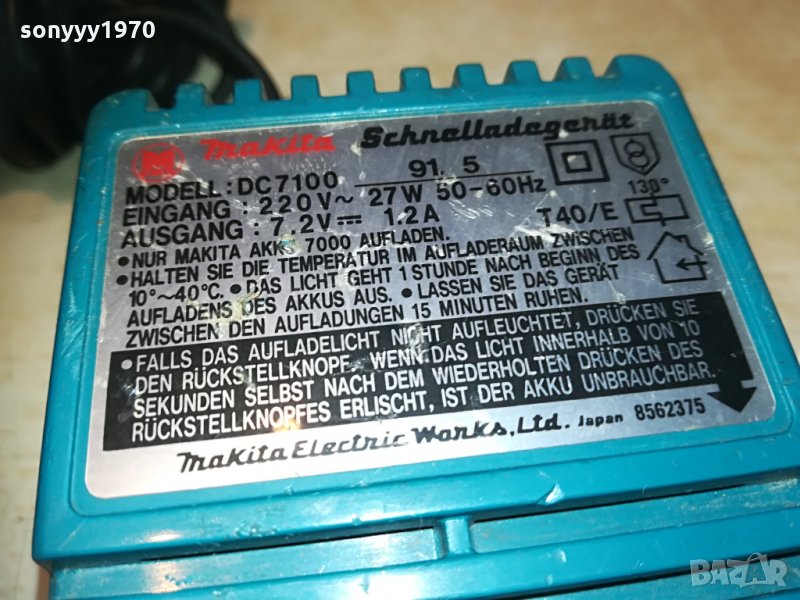 sonyyy1970
makita Schnelladegerät
MODELL : DC7100 91. 5
EINGANG : 220V~ 27W 50-60Hz
130°
AUSGANG : 7.2V⎓ 1.2A T40/E
•NUR MAKITA AKKS 7000 AUFLADEN.
•HALTEN SIE DIE TEMPERATUR IM AUFLADERAUM ZWISCHEN
10°~40°C. •DAS LICHT GEHT 1 STUNDE NACH BEGINN DES
AUFLADENS DES AKKUS AUS. •LASSEN SIE DAS GERÄT
ZWISCHEN DEN AUFLADUNGEN 15 MINUTEN RUHEN.
•FALLS DAS AUFLADELICHT NICHT AUFLEUCHTET, DRÜCKEN SIE
DEN RÜCKSTELLKNOPF. WENN DAS LICHT INNERHALB VON 10
SEKUNDEN SELBST NACH DEM WIEDERHOLTEN DRÜCKEN DES
RÜCKSTELLKNOPFES ERLISCHT, IST DER AKKU UNBRAUCHBAR.
Makita Electric Works, Ltd. Japan 8562375
BAZAR